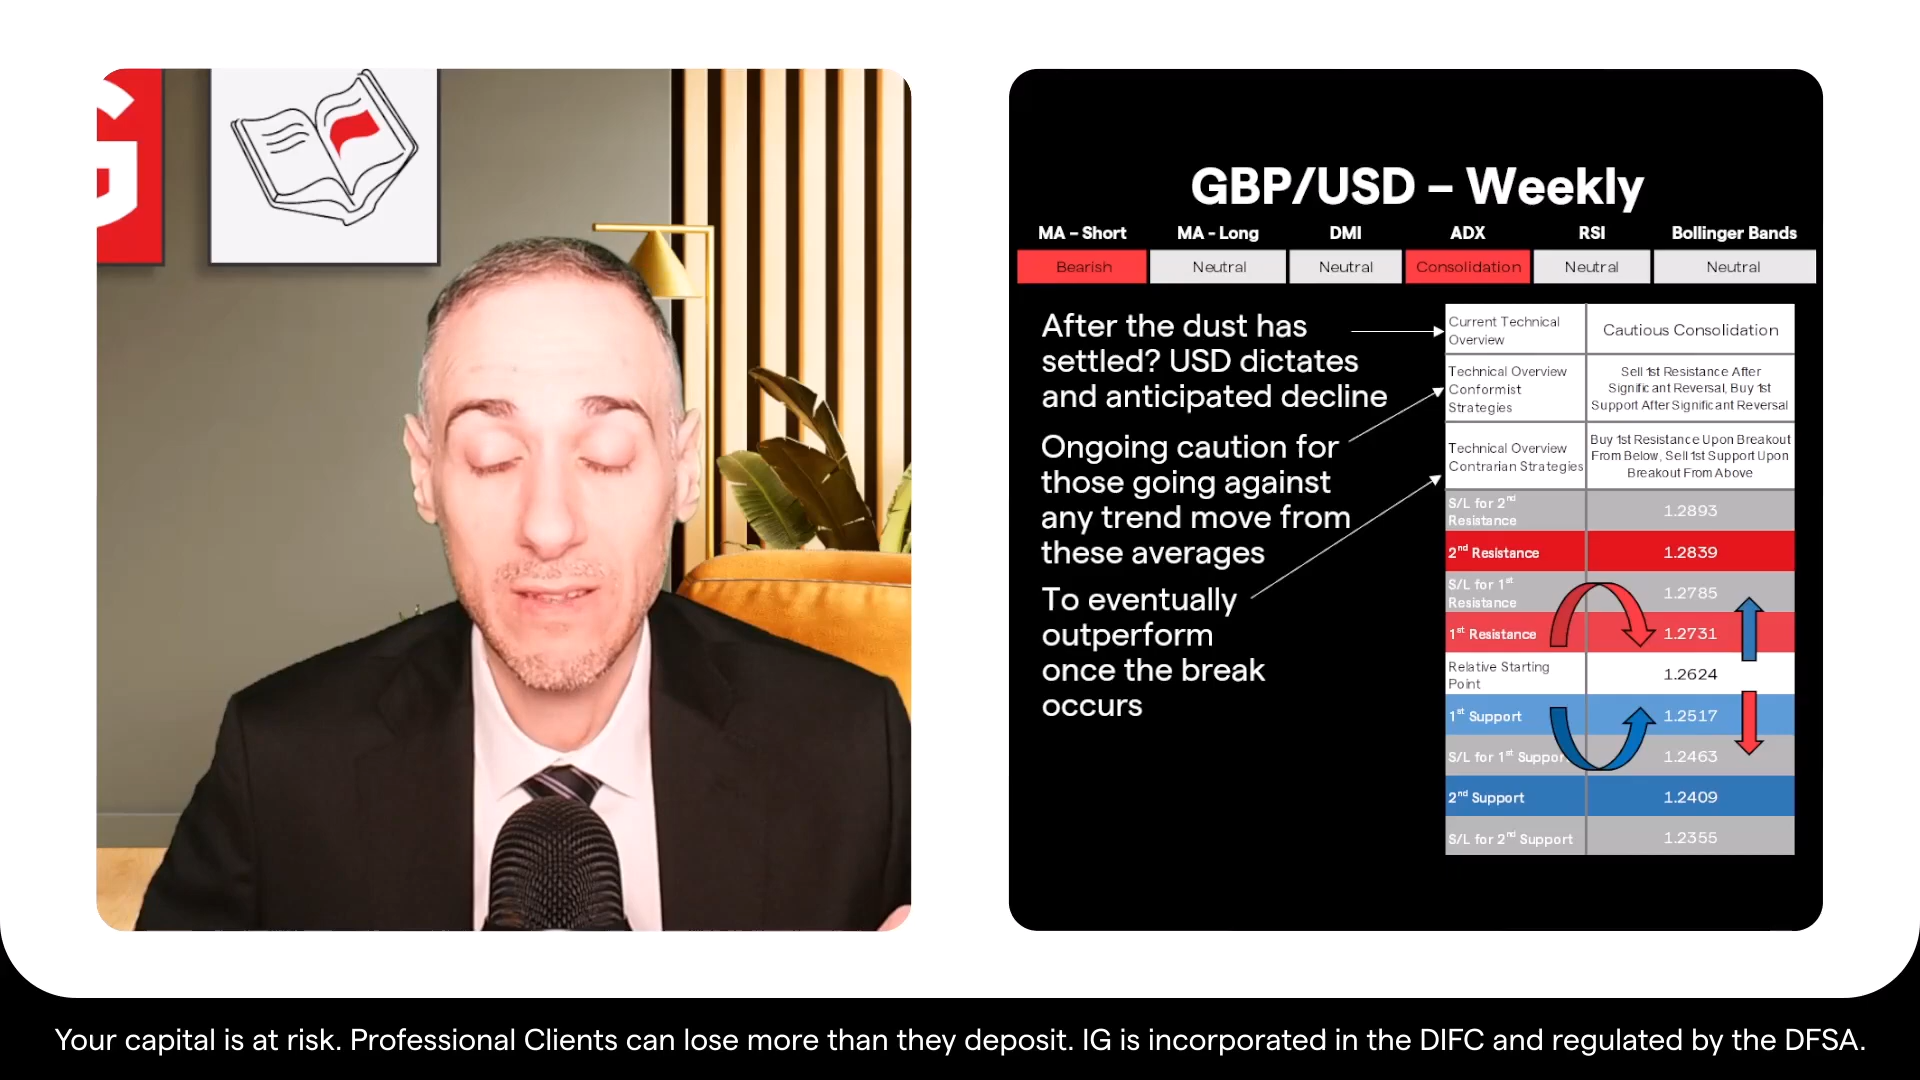 G
GBP/USD – Weekly
MA – Short MA - Long DMI ADX RSI Bollinger Bands
Bearish Neutral Neutral Consolidation Neutral Neutral
After the dust has
settled? USD dictates
and anticipated decline
Ongoing caution for
those going against
any trend move from
these averages
To eventually
outperform
once the break
occurs
Current Technical
Overview
Cautious Consolidation
Technical Overview
Conformist
Strategies
Sell 1st Resistance After
Significant Reversal, Buy 1st
Support After Significant Reversal
Technical Overview
Contrarian Strategies
Buy 1st Resistance Upon Breakout
From Below, Sell 1st Support Upon
Breakout From Above
S/L for 2nd
Resistance
1.2893
2nd Resistance 1.2839
S/L for 1st
Resistance
1.2785
1st Resistance 1.2731
Relative Starting
Point
1.2624
1st Support 1.2517
S/L for 1st Suppor 1.2463
2nd Support 1.2409
S/L for 2nd Support 1.2355
Your capital is at risk. Professional Clients can lose more than they deposit. IG is incorporated in the DIFC and regulated by the DFSA.